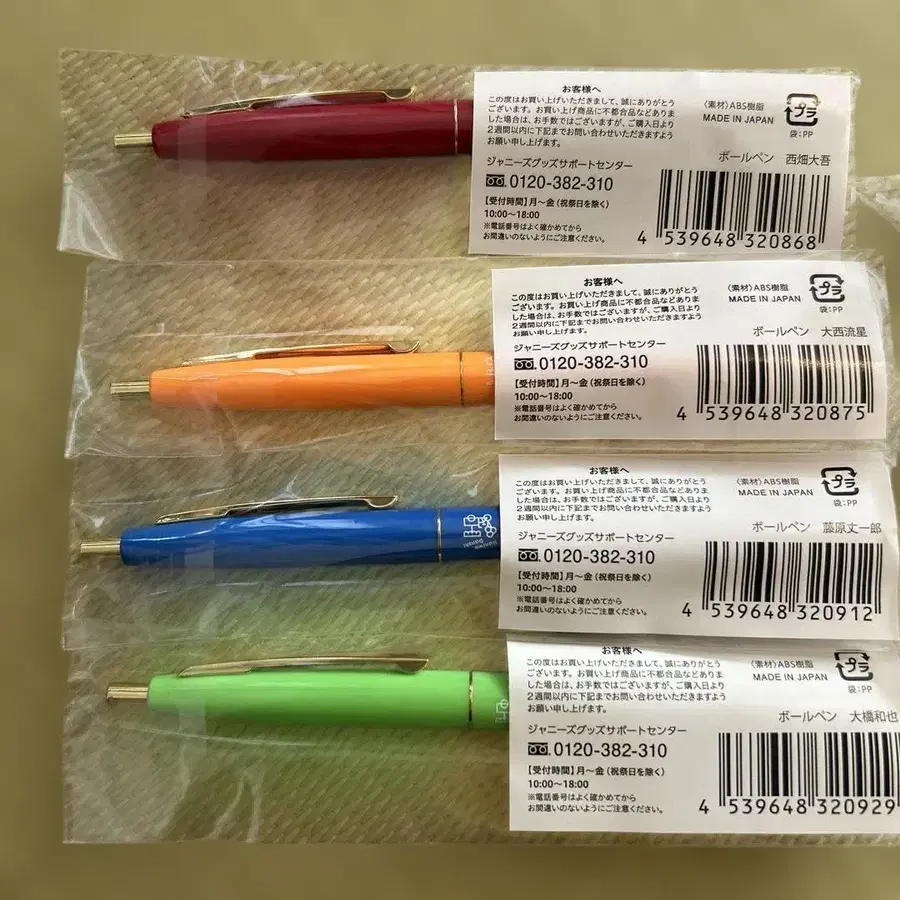 お客様へ
この度はお買い上げいただきまして、誠にありがとう
ございます。お買い上げ商品に不都合品などありま
した場合は、お手数ではございますが、ご購入日より
2週間以内に下記までお問い合わせいただきますよう
お願い申し上げます。
ジャニーズグッズサポートセンター
0120-382-310
【受付時間】月〜金（祝祭日を除く）
10:00〜18:00
※電話番号はよく確かめてから
お間違いのないようにご注意ください。
〈素材〉ABS樹脂
MADE IN JAPAN
プラ
袋:PP
ボールペン 西畑大吾
4 539648 320868
お客様へ
この度はお買い上げいただきまして、誠にありがとう
ございます。お買い上げ商品に不都合品などありま
した場合は、お手数ではございますが、ご購入日より
2週間以内に下記までお問い合わせいただきますよう
お願い申し上げます。
ジャニーズグッズサポートセンター
0120-382-310
【受付時間】月〜金（祝祭日を除く）
10:00〜18:00
※電話番号はよく確かめてから
お間違いのないようにご注意ください。
〈素材〉ABS樹脂
MADE IN JAPAN
プラ
袋:PP
ボールペン 大西流星
4 539648 320875
Naniwa
Danshi
お客様へ
この度はお買い上げいただきまして、誠にありがとう
ございます。お買い上げ商品に不都合品などありま
した場合は、お手数ではございますが、ご購入日より
2週間以内に下記までお問い合わせいただきますよう
お願い申し上げます。
ジャニーズグッズサポートセンター
0120-382-310
【受付時間】月〜金（祝祭日を除く）
10:00〜18:00
※電話番号はよく確かめてから
お間違いのないようにご注意ください。
〈素材〉ABS樹脂
MADE IN JAPAN
プラ
袋:PP
ボールペン 藤原丈一郎
4 539648 320912
お客様へ
この度はお買い上げいただきまして、誠にありがとう
ございます。お買い上げ商品に不都合品などありま
した場合は、お手数ではございますが、ご購入日より
2週間以内に下記までお問い合わせいただきますよう
お願い申し上げます。
ジャニーズグッズサポートセンター
0120-382-310
【受付時間】月〜金（祝祭日を除く）
10:00〜18:00
※電話番号はよく確かめてから
お間違いのないようにご注意ください。
〈素材〉ABS樹脂
MADE IN JAPAN
プラ
袋:PP
ボールペン 大橋和也
4 539648 320929